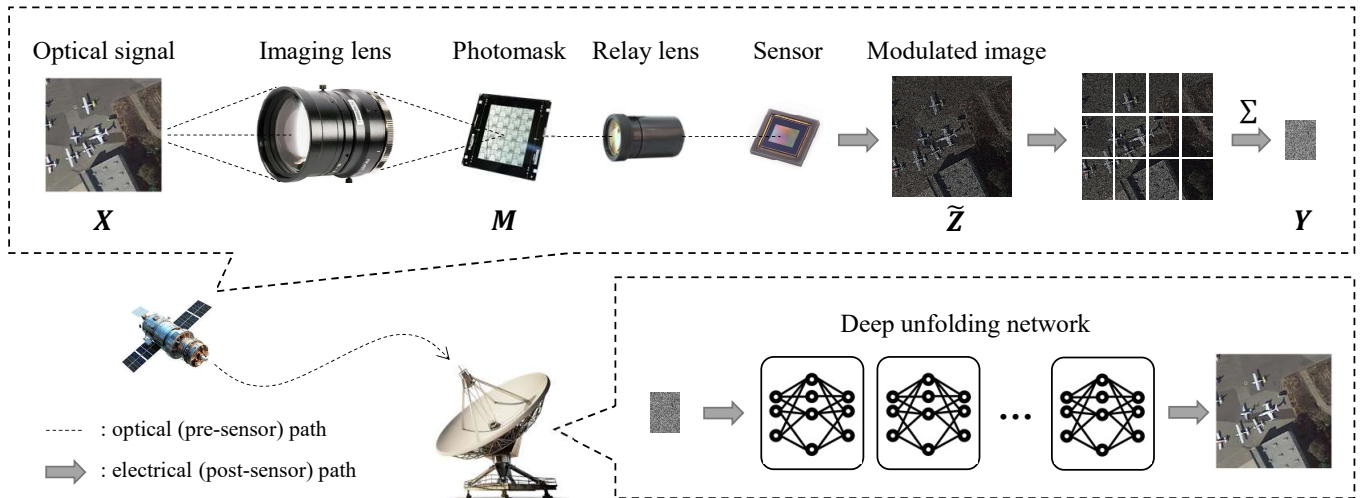 Optical signal
Imaging lens
Photomask
Relay lens
Sensor
Modulated image
Σ
X
M
Z̃
Y
Deep unfolding network
...
: optical (pre-sensor) path
: electrical (post-sensor) path